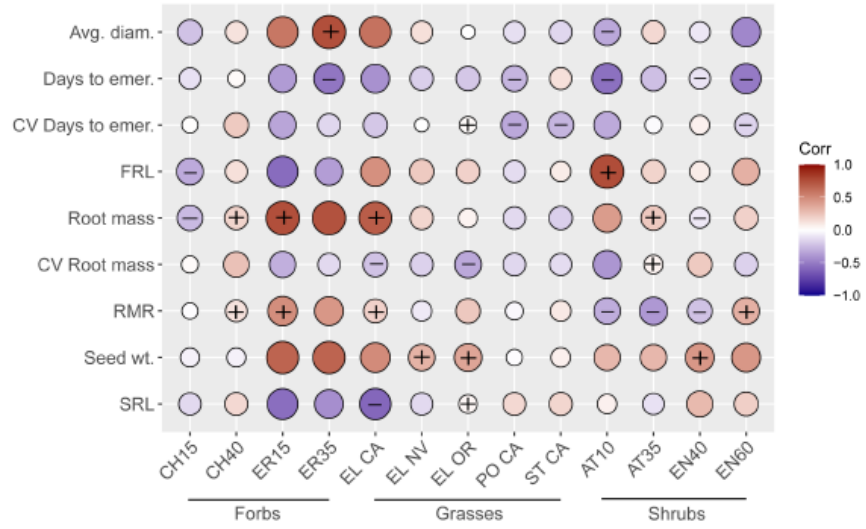 Avg. diam.
Days to emer.
CV Days to emer.
FRL
Root mass
CV Root mass
RMR
Seed wt.
SRL
CH15 CH40 ER15 ER35 EL CA EL NV EL OR PO CA ST CA AT10 AT35 EN40 EN60
Forbs Grasses Shrubs
Corr
1.0
0.5
0.0
−0.5
−1.0